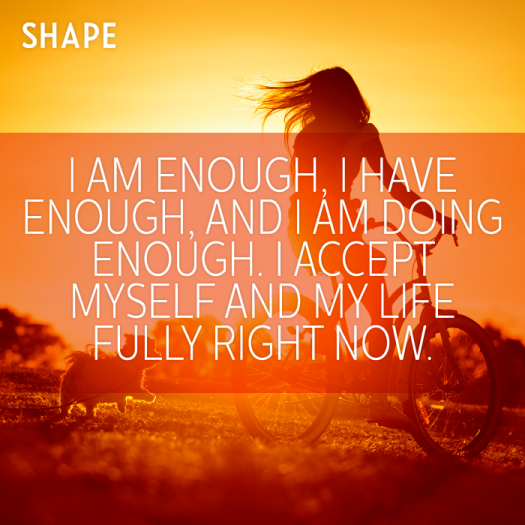 SHAPE
I AM ENOUGH, I HAVE
ENOUGH, AND I AM DOING
ENOUGH. I ACCEPT
MYSELF AND MY LIFE
FULLY RIGHT NOW.